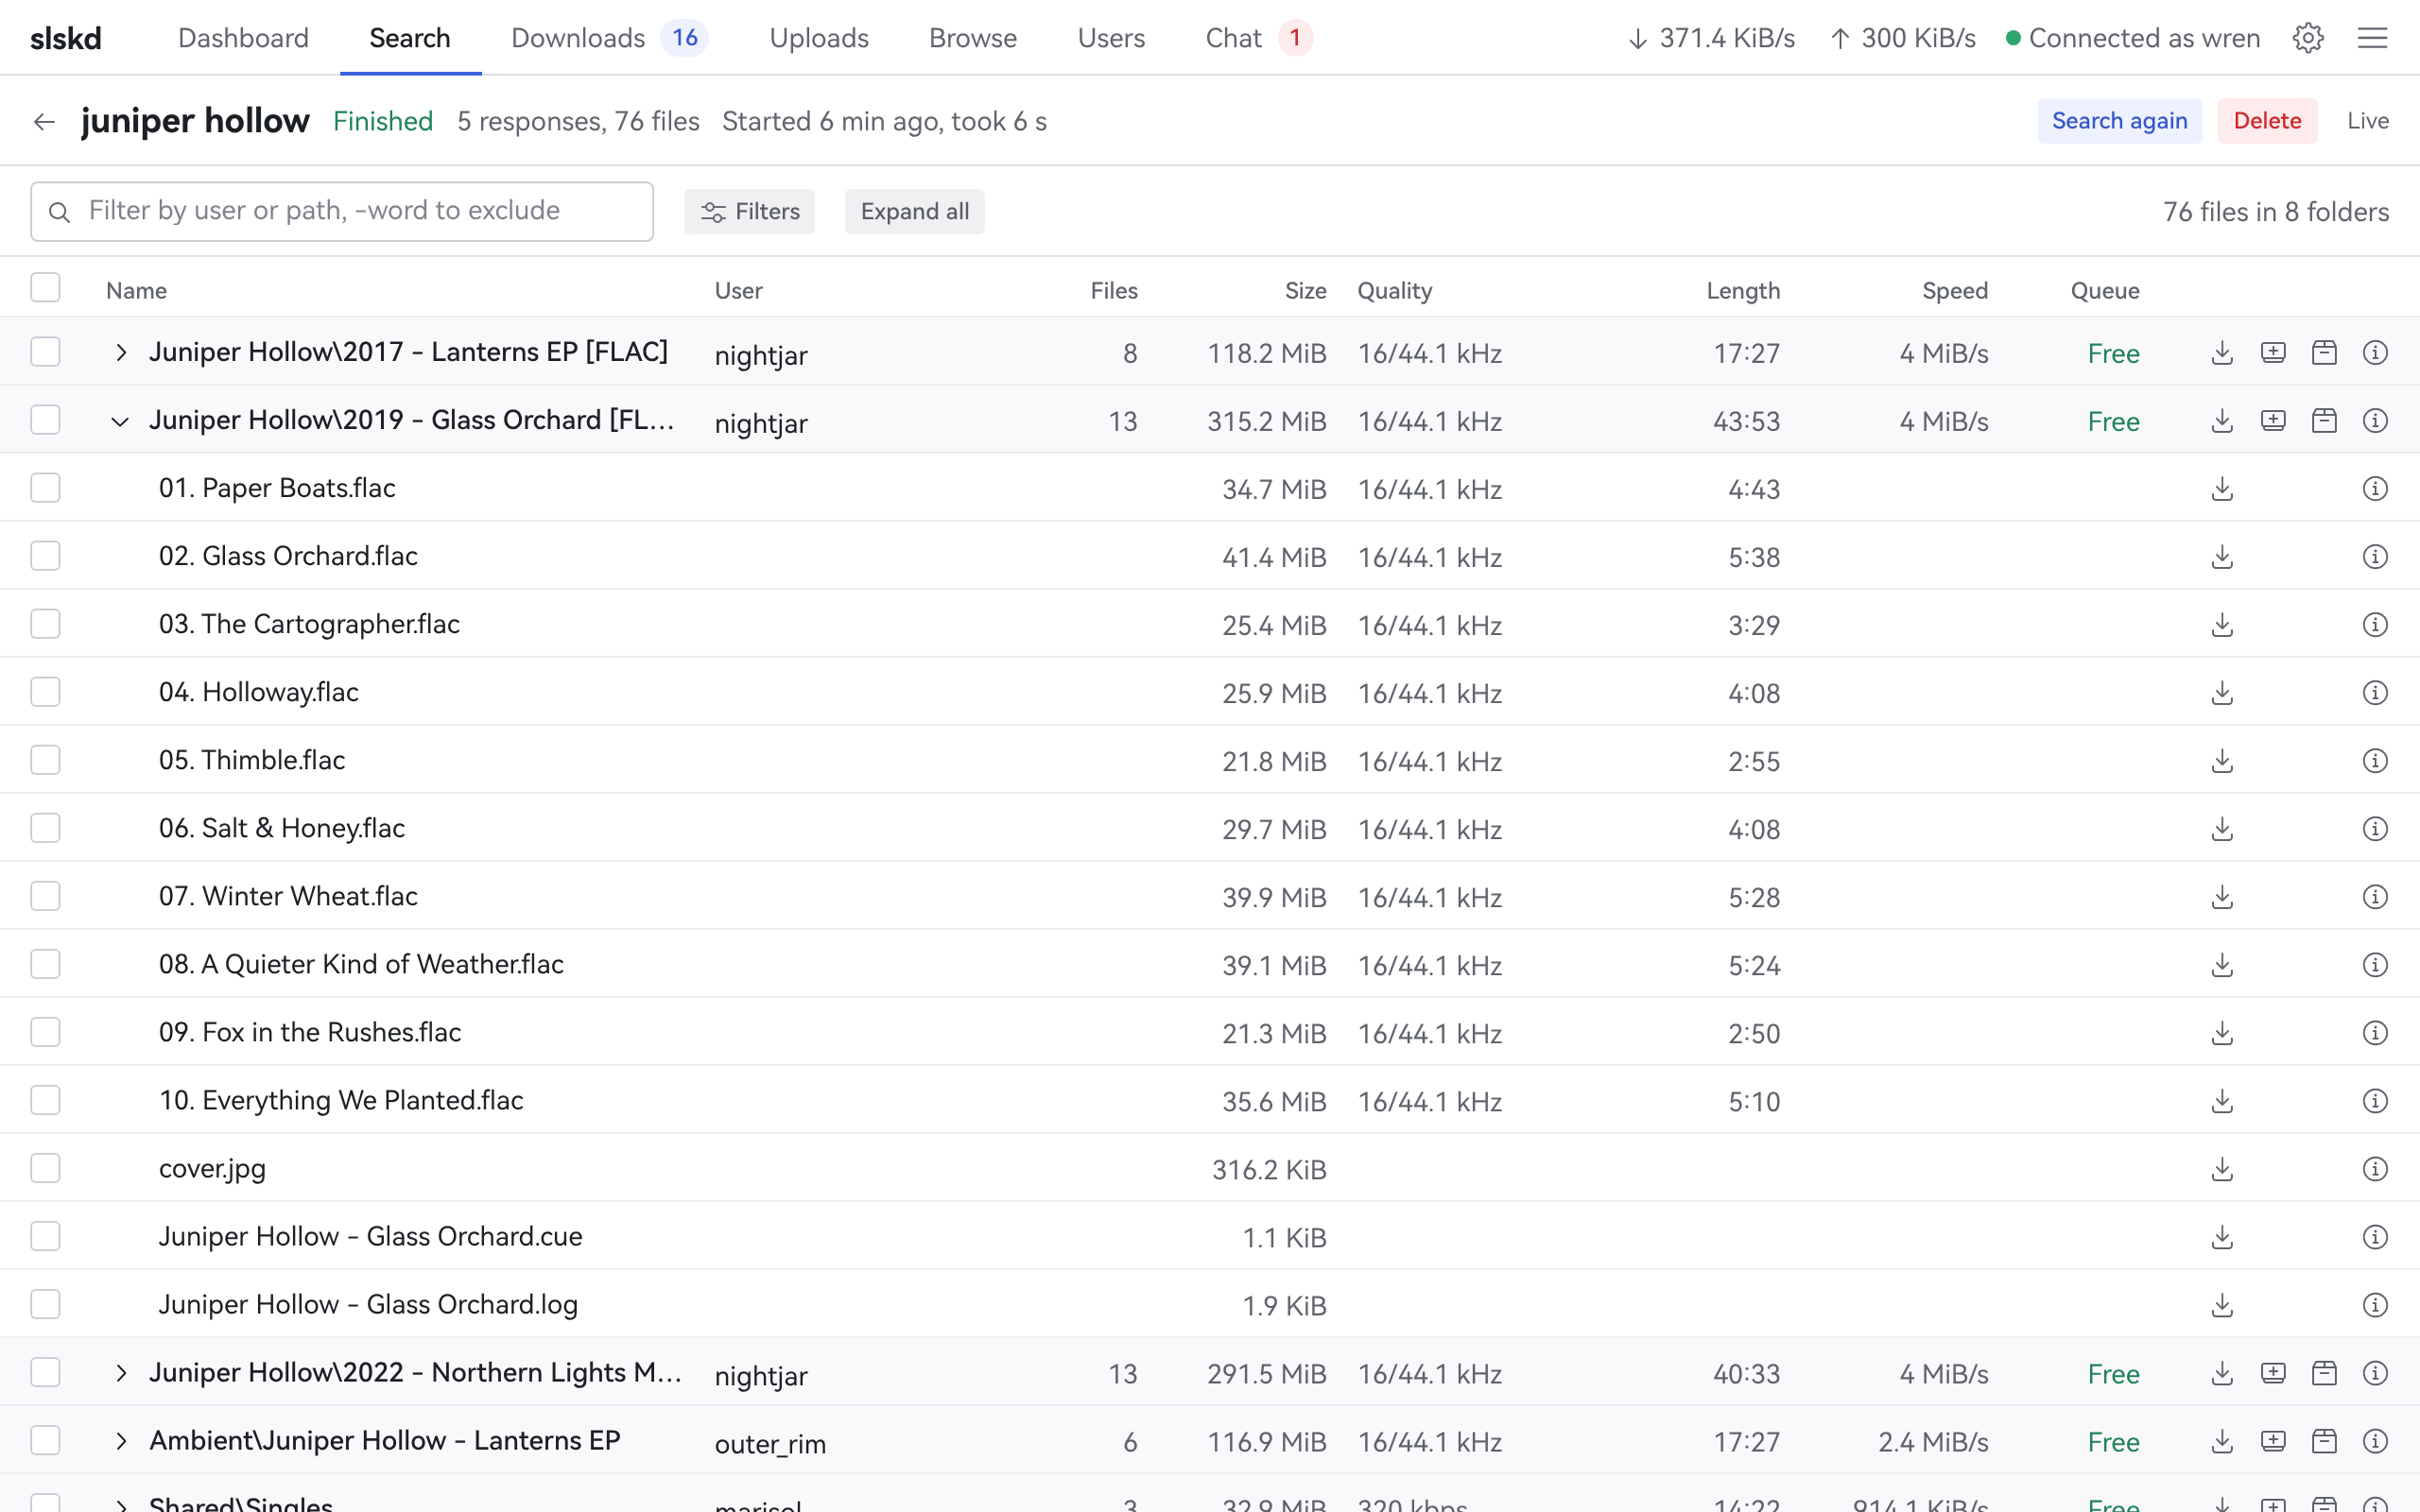 slskd Dashboard Search Downloads 16 Uploads Browse Users Chat 1 371.4 KiB/s 300 KiB/s Connected as wren
juniper hollow Finished 5 responses, 76 files Started 6 min ago, took 6 s Search again Delete Live
Filter by user or path, -word to exclude Filters Expand all 76 files in 8 folders
Name User Files Size Quality Length Speed Queue
Juniper Hollow\2017 - Lanterns EP [FLAC] nightjar 8 118.2 MiB 16/44.1 kHz 17:27 4 MiB/s Free
Juniper Hollow\2019 - Glass Orchard [FL... nightjar 13 315.2 MiB 16/44.1 kHz 43:53 4 MiB/s Free
01. Paper Boats.flac 34.7 MiB 16/44.1 kHz 4:43
02. Glass Orchard.flac 41.4 MiB 16/44.1 kHz 5:38
03. The Cartographer.flac 25.4 MiB 16/44.1 kHz 3:29
04. Holloway.flac 25.9 MiB 16/44.1 kHz 4:08
05. Thimble.flac 21.8 MiB 16/44.1 kHz 2:55
06. Salt & Honey.flac 29.7 MiB 16/44.1 kHz 4:08
07. Winter Wheat.flac 39.9 MiB 16/44.1 kHz 5:28
08. A Quieter Kind of Weather.flac 39.1 MiB 16/44.1 kHz 5:24
09. Fox in the Rushes.flac 21.3 MiB 16/44.1 kHz 2:50
10. Everything We Planted.flac 35.6 MiB 16/44.1 kHz 5:10
cover.jpg 316.2 KiB
Juniper Hollow - Glass Orchard.cue 1.1 KiB
Juniper Hollow - Glass Orchard.log 1.9 KiB
Juniper Hollow\2022 - Northern Lights M... nightjar 13 291.5 MiB 16/44.1 kHz 40:33 4 MiB/s Free
Ambient\Juniper Hollow - Lanterns EP outer_rim 6 116.9 MiB 16/44.1 kHz 17:27 2.4 MiB/s Free
Shared\Singles marisol 3 32.9 MiB 320 kbps 14:22 914.1 KiB/s Free